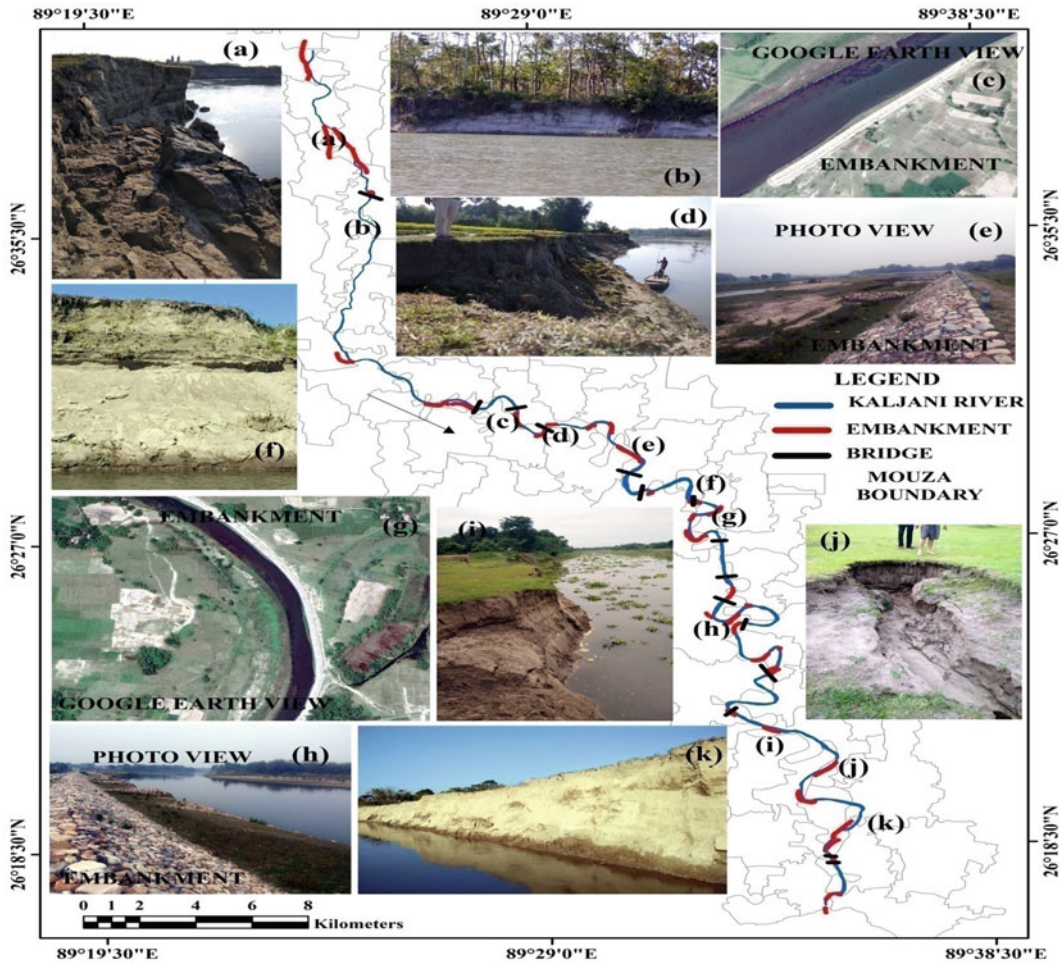 89°19'30"E 89°29'0"E 89°38'30"E
26°35'30"N
26°27'0"N
26°18'30"N
(a)
(b)
GOOGLE EARTH VIEW
(c)
EMBANKMENT
(d)
PHOTO VIEW (e)
EMBANKMENT
(f)
EMBANKMENT
(g)
GOOGLE EARTH VIEW
PHOTO VIEW (h)
EMBANKMENT
(i)
(j)
(k)
(a)
(b)
(c)
(d)
(e)
(f)
(g)
(h)
(i)
(j)
(k)
LEGEND
KALJANI RIVER
EMBANKMENT
BRIDGE
MOUZA
BOUNDARY
0 1 2 4 6 8
Kilometers
26°35'30"N
26°27'0"N
26°18'30"N
89°19'30"E 89°29'0"E 89°38'30"E